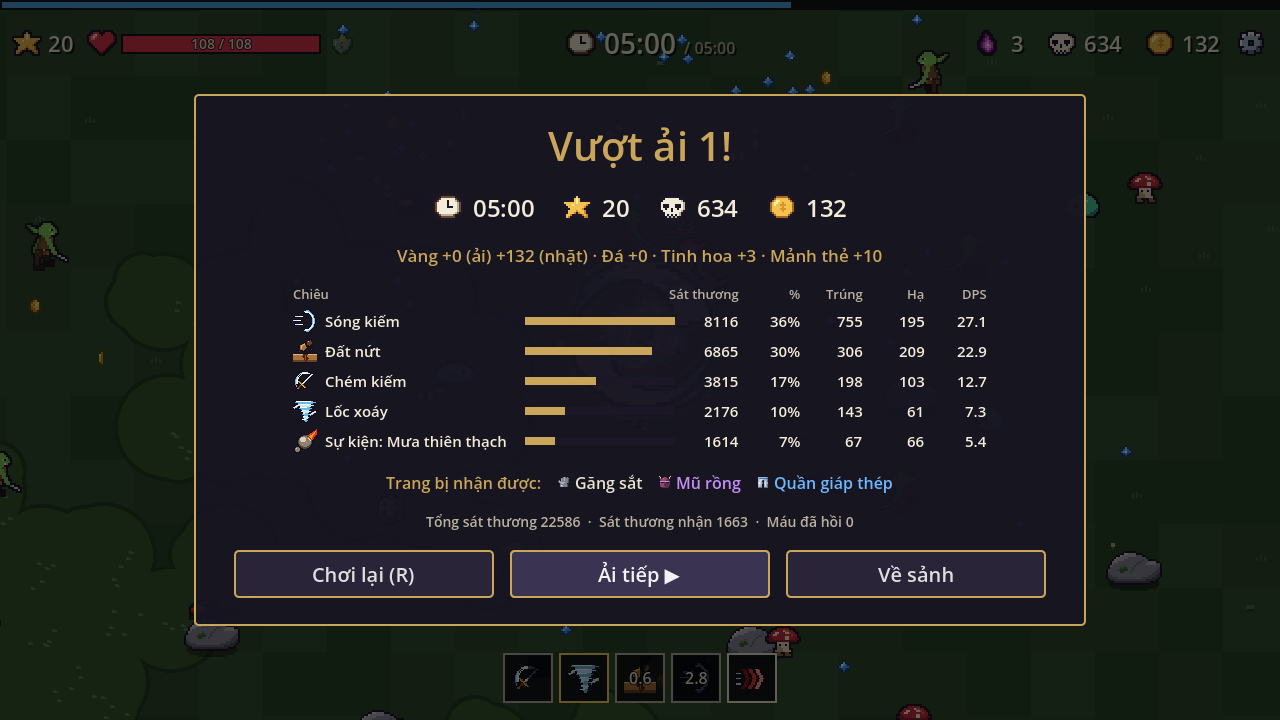 20 108 / 108 05:00 / 05:00 3 634 132
Vượt ải 1!
05:00 20 634 132
Vàng +0 (ải) +132 (nhặt) · Đá +0 · Tinh hoa +3 · Mảnh thẻ +10
Chiêu Sát thương % Trúng Hạ DPS
Sóng kiếm 8116 36% 755 195 27.1
Đất nứt 6865 30% 306 209 22.9
Chém kiếm 3815 17% 198 103 12.7
Lốc xoáy 2176 10% 143 61 7.3
Sự kiện: Mưa thiên thạch 1614 7% 67 66 5.4
Trang bị nhận được: Găng sắt Mũ rồng Quần giáp thép
Tổng sát thương 22586 · Sát thương nhận 1663 · Máu đã hồi 0
Chơi lại (R) Ải tiếp ▶ Về sảnh
0.6 2.8